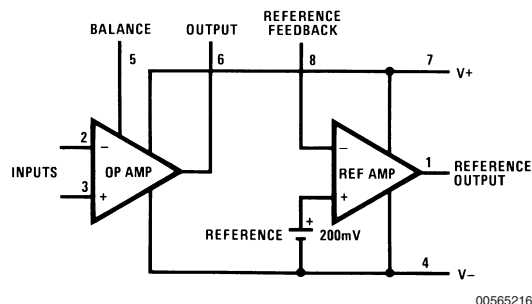 BALANCE
OUTPUT
REFERENCE
FEEDBACK
5
6
8
7
V+
2
−
OP AMP
INPUTS
3
+
−
REF AMP
+
1
REFERENCE
OUTPUT
REFERENCE
+
200mV
4
V−
00565216